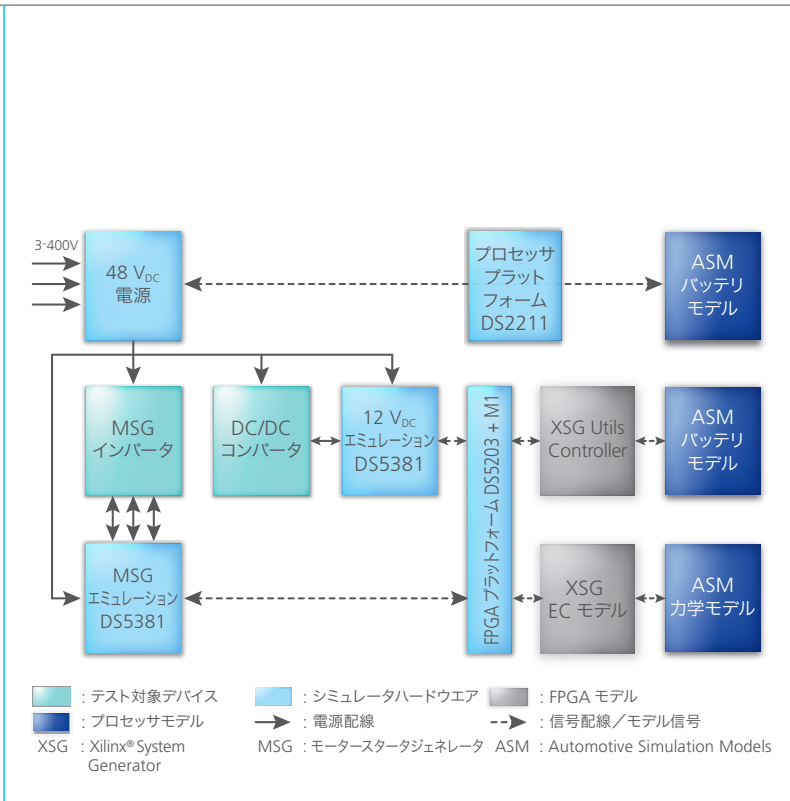 3~400V
48 VDC
電源
プロセッサ
プラット
フォーム
DS2211
ASM
バッテリ
モデル
MSG
インバータ
DC/DC
コンバータ
12 VDC
エミュレーション
DS5381
FPGA プラットフォーム DS5203 + M1
XSG Utils
Controller
ASM
バッテリ
モデル
MSG
エミュレーション
DS5381
XSG
EC モデル
ASM
力学モデル
: テスト対象デバイス
: シミュレータハードウエア
: FPGA モデル
: プロセッサモデル
: 電源配線
: 信号配線／モデル信号
XSG : Xilinx® System
Generator
MSG : モータースタータジェネレータ
ASM : Automotive Simulation Models